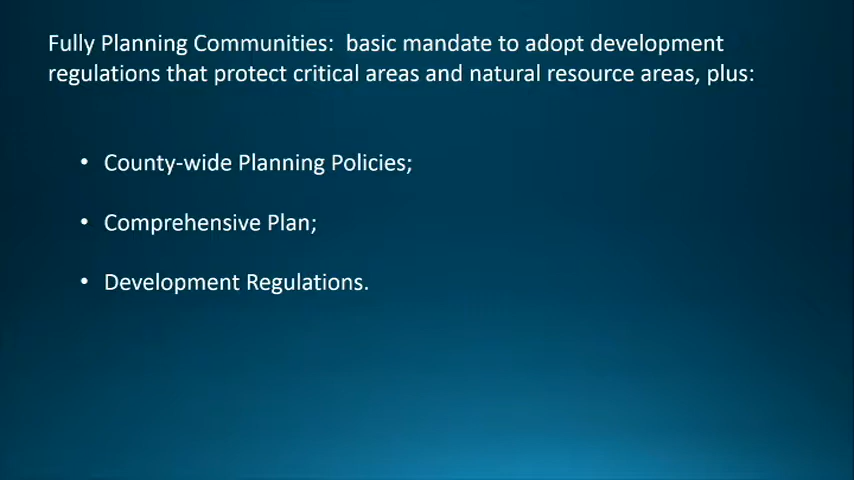 Fully Planning Communities:  basic mandate to adopt development
regulations that protect critical areas and natural resource areas, plus:
• County-wide Planning Policies;
• Comprehensive Plan;
• Development Regulations.